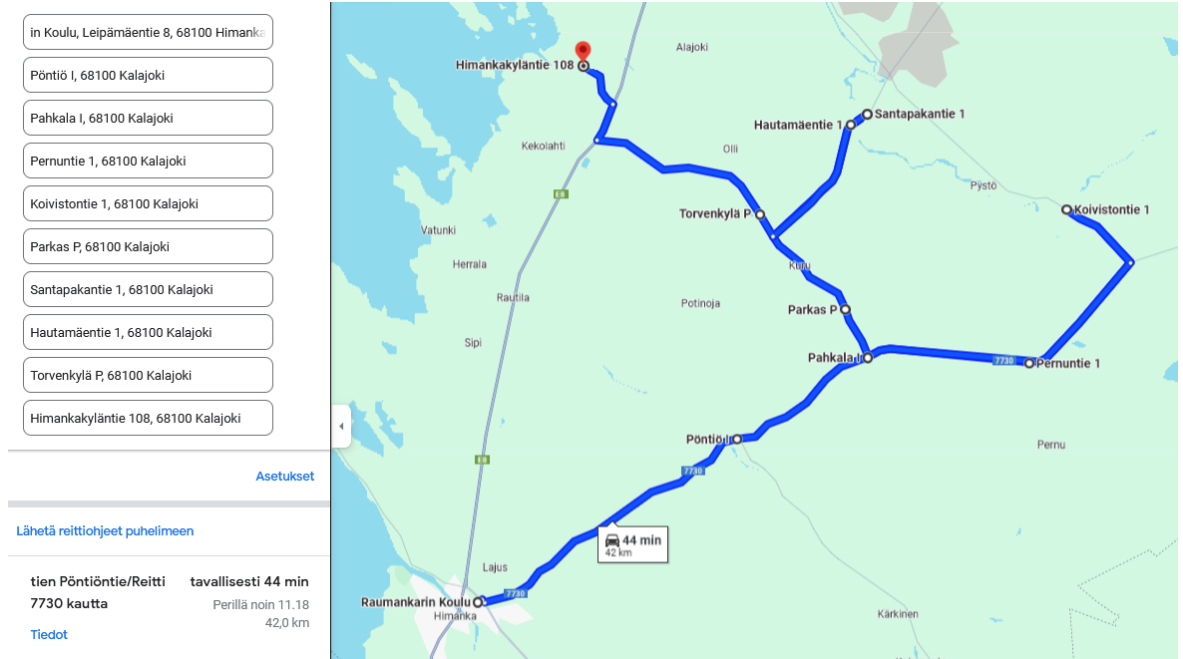 in Koulu, Leipämäentie 8, 68100 Himanka
Pöntiö I, 68100 Kalajoki
Pahkala I, 68100 Kalajoki
Pernuntie 1, 68100 Kalajoki
Koivistontie 1, 68100 Kalajoki
Parkas P, 68100 Kalajoki
Santapakantie 1, 68100 Kalajoki
Hautamäentie 1, 68100 Kalajoki
Torvenkylä P, 68100 Kalajoki
Himankakyläntie 108, 68100 Kalajoki
Asetukset
Lähetä reittiohjeet puhelimeen
tien Pöntiöntie/Reitti 7730 kautta
tavallisesti 44 min
Perillä noin 11.18
42,0 km
Tiedot
Alajoki
Himankakyläntie 108
Santapakantie 1
Hautamäentie 1
Kekolahti
Olli
Pystö
E8
Torvenkylä P
Koivistontie 1
Vatunki
Herrala
Kuru
Rautila
Potinoja
Parkas P
Sipi
Pahkala I
7730
Pernuntie 1
Pöntiö I
Pernu
E8
7730
44 min
42 km
Lajus
7730
Raumankarin Koulu
Himanka
Kärkinen